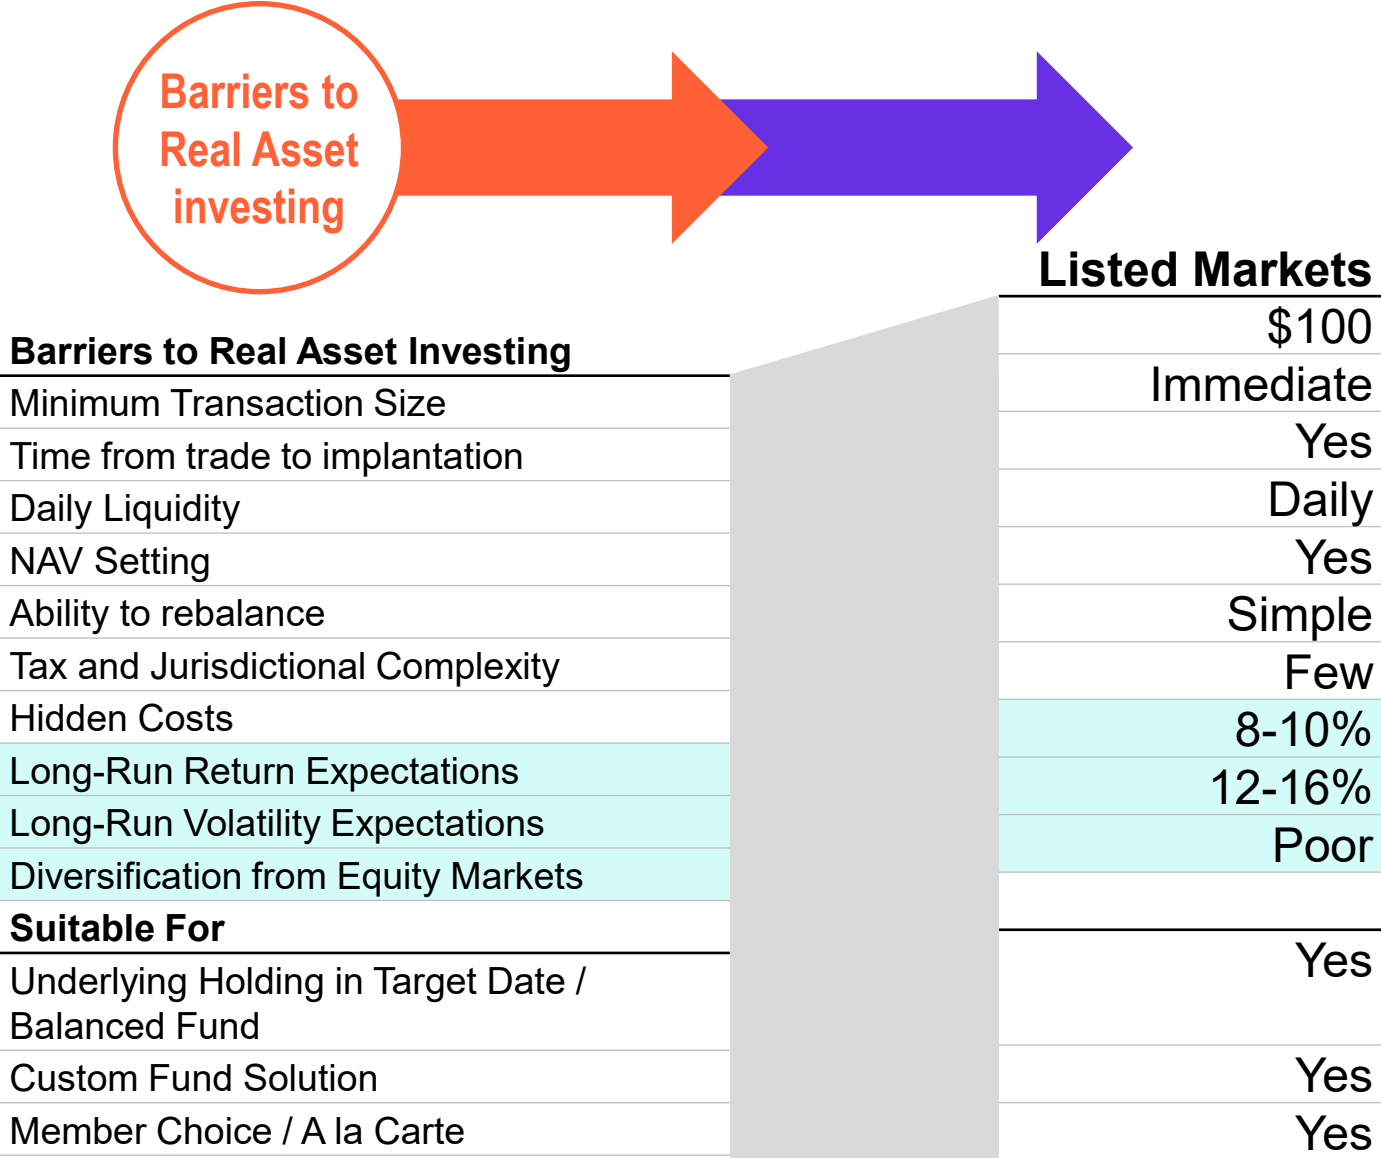 Barriers to
Real Asset
investing
Listed Markets
Barriers to Real Asset Investing
$100
Minimum Transaction Size
Immediate
Time from trade to implantation
Yes
Daily Liquidity
Daily
NAV Setting
Yes
Ability to rebalance
Simple
Tax and Jurisdictional Complexity
Few
Hidden Costs
8-10%
Long-Run Return Expectations
12-16%
Long-Run Volatility Expectations
Poor
Diversification from Equity Markets
Suitable For
Underlying Holding in Target Date /
Balanced Fund
Yes
Custom Fund Solution
Yes
Member Choice / A la Carte
Yes